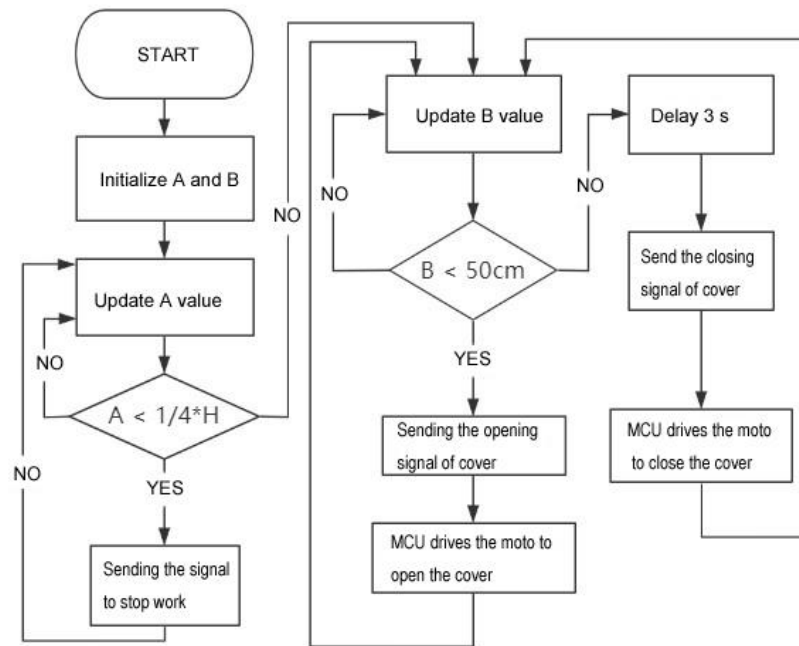 START
Initialize A and B
Update A value
NO
A < 1/4*H
NO
YES
Sending the signal
to stop work
NO
Update B value
NO
B < 50cm
YES
Sending the opening
signal of cover
MCU drives the moto to
open the cover
NO
Delay 3 s
Send the closing
signal of cover
MCU drives the moto
to close the cover